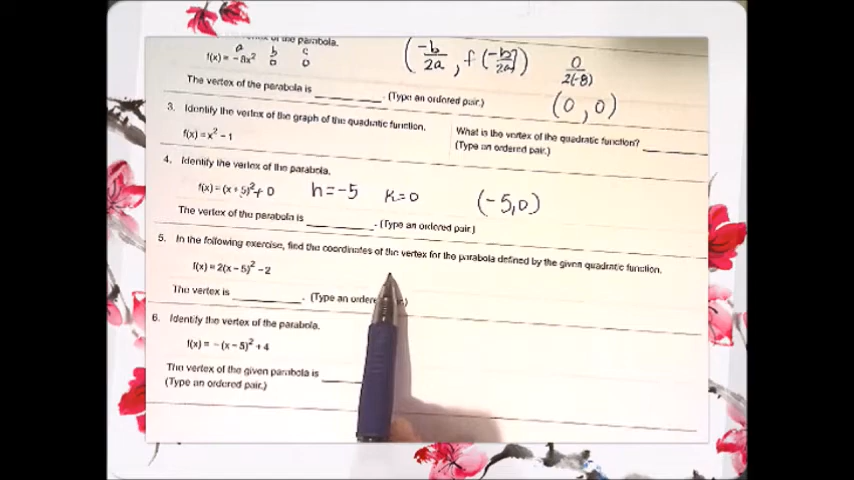 of the parabola.
a b c
f(x) = -8x² 0 0
(-b/2a , f(-b/2a)) 0/2(-8)
The vertex of the parabola is ________. (Type an ordered pair.) (0, 0)
3. Identify the vertex of the graph of the quadratic function.
f(x) = x² - 1
What is the vertex of the quadratic function? ________
(Type an ordered pair.)
4. Identify the vertex of the parabola.
f(x) = (x + 5)² + 0 h = -5 k = 0 (-5, 0)
The vertex of the parabola is ________. (Type an ordered pair.)
5. In the following exercise, find the coordinates of the vertex for the parabola defined by the given quadratic function.
f(x) = 2(x - 5)² - 2
The vertex is ________. (Type an ordered .)
6. Identify the vertex of the parabola.
f(x) = -(x - 5)² + 4
The vertex of the given parabola is ________
(Type an ordered pair.)